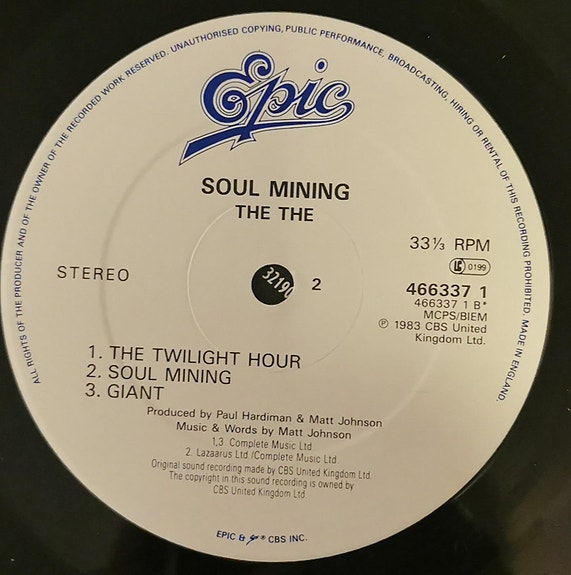 ALL RIGHTS OF THE PRODUCER AND OF THE OWNER OF THE RECORDED WORK RESERVED. UNAUTHORISED COPYING, PUBLIC PERFORMANCE, BROADCASTING, HIRING OR RENTAL OF THIS RECORDING PROHIBITED. MADE IN ENGLAND.
Epic
SOUL MINING
THE THE
33⅓ RPM
LC 0199
STEREO
3219
2
466337 1
466337 1 B*
MCPS/BIEM
℗ 1983 CBS United
Kingdom Ltd.
1. THE TWILIGHT HOUR
2. SOUL MINING
3. GIANT
Produced by Paul Hardiman & Matt Johnson
Music & Words by Matt Johnson
1,3 Complete Music Ltd
2. Lazaarus Ltd /Complete Music Ltd.
Original sound recording made by CBS United Kingdom Ltd
The copyright in this sound recording is owned by
CBS United Kingdom Ltd
EPIC & ® CBS INC.